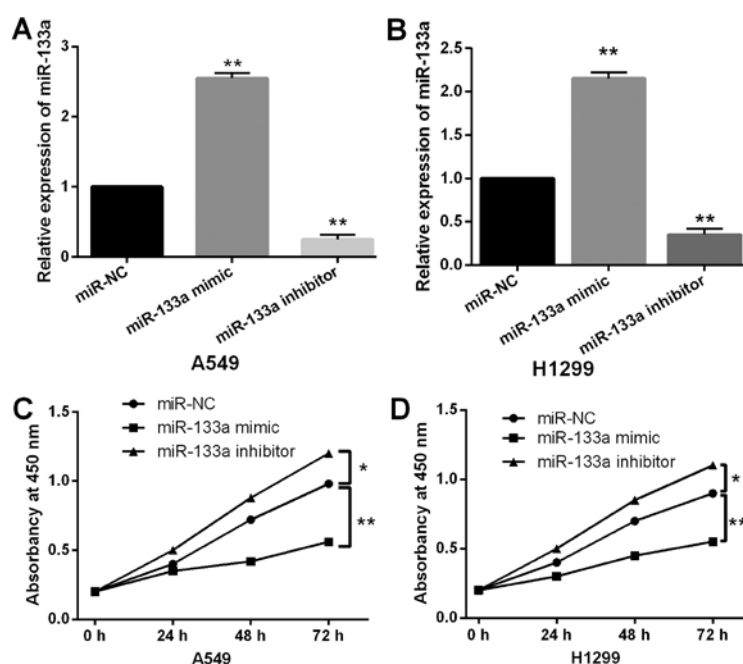 A
Relative expression of miR-133a
3
2
1
0
**
**
miR-NC
miR-133a mimic
miR-133a inhibitor
A549
B
Relative expression of miR-133a
2.5
2.0
1.5
1.0
0.5
0.0
**
**
miR-NC
miR-133a mimic
miR-133a inhibitor
H1299
C
Absorbancy at 450 nm
1.5
1.0
0.5
0.0
miR-NC
miR-133a mimic
miR-133a inhibitor
*
**
0 h 24 h 48 h 72 h
A549
D
Absorbancy at 450 nm
1.5
1.0
0.5
0.0
miR-NC
miR-133a mimic
miR-133a inhibitor
*
**
0 h 24 h 48 h 72 h
H1299